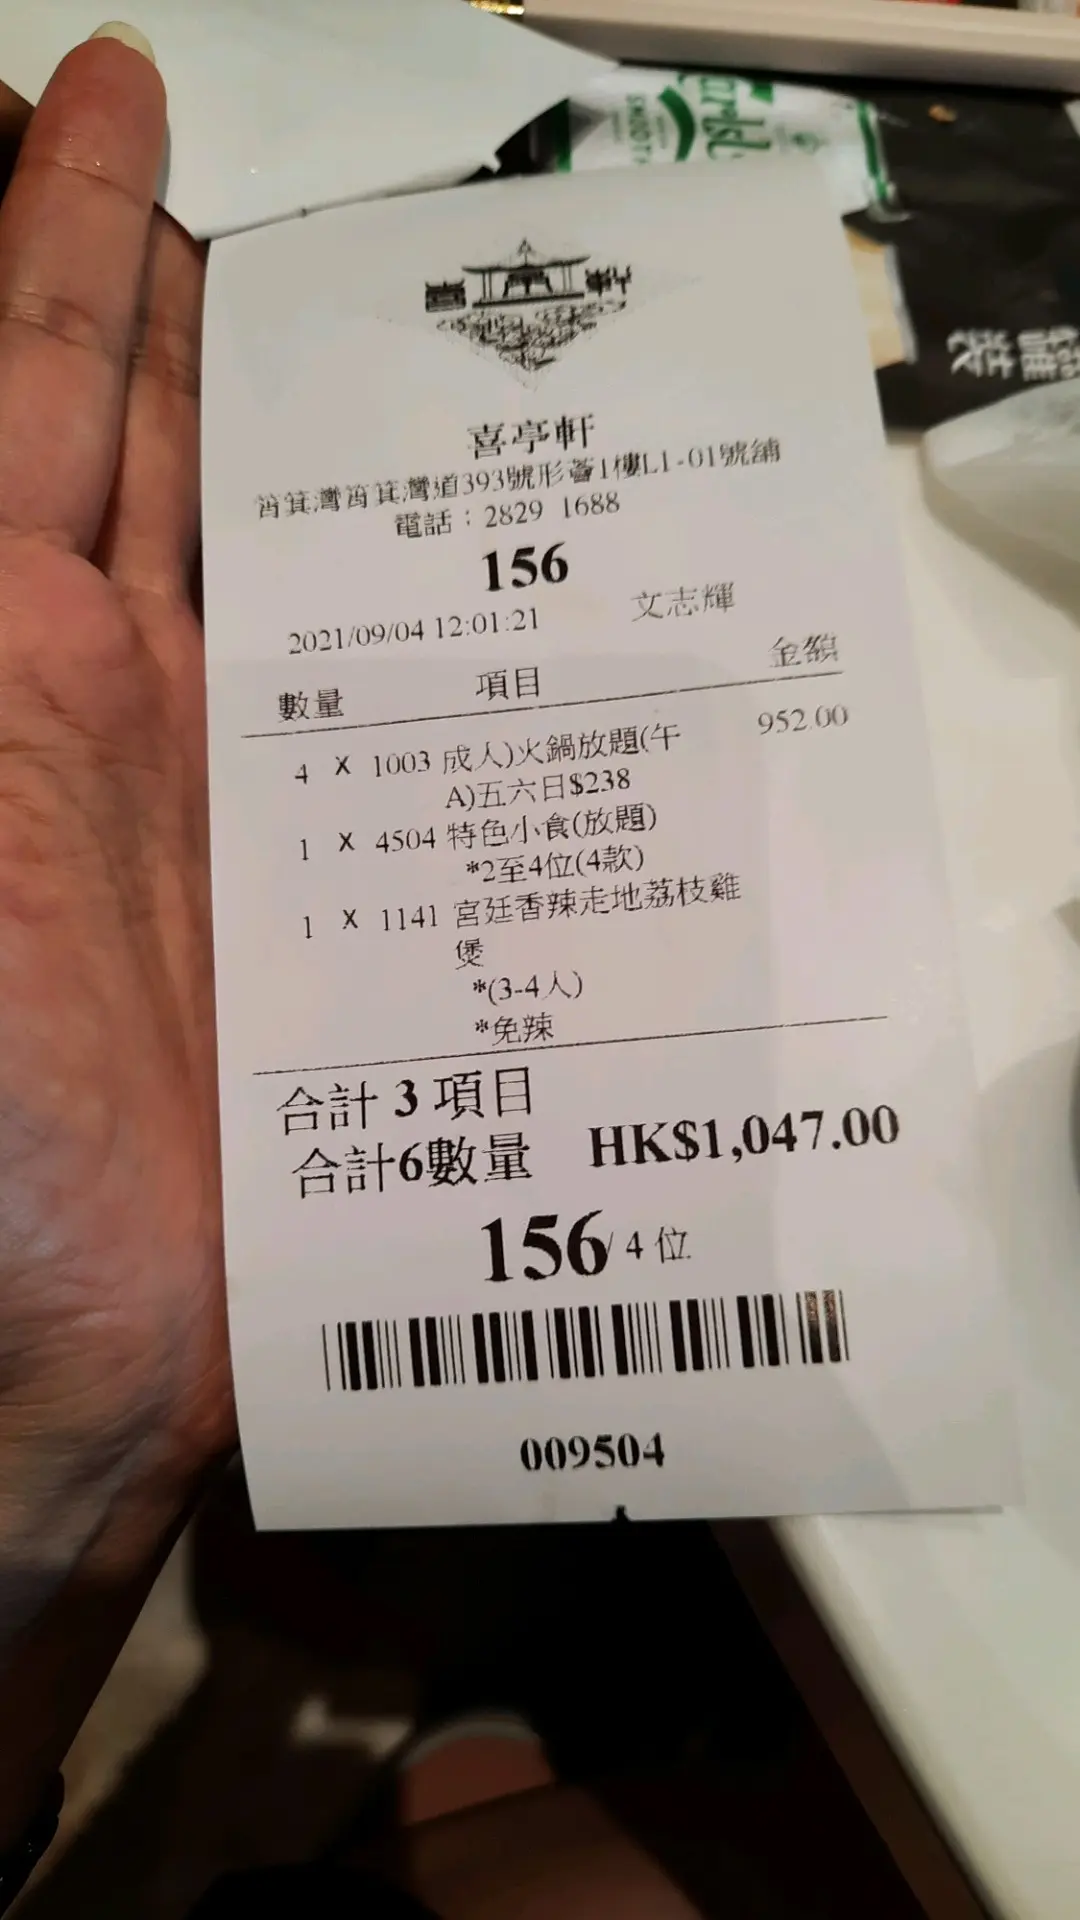 喜亭軒
筲箕灣筲箕灣道393號形薈1樓L1-01號舖
電話：2829 1688
156
2021/09/04 12:01:21 文志輝
數量 項目 金額
4 X 1003 成人)火鍋放題(午 952.00
A)五六日$238
1 X 4504 特色小食(放題)
*2至4位(4款)
1 X 1141 宮廷香辣走地荔枝雞
煲
*(3-4人)
*免辣
合計 3 項目
合計6數量 HK$1,047.00
156/ 4 位
009504
罐裝